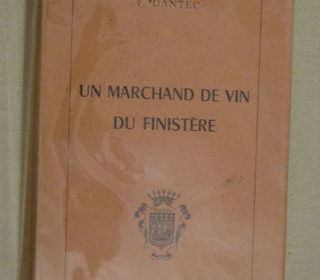 F. DANTEC
UN MARCHAND DE VIN
DU FINISTÈRE